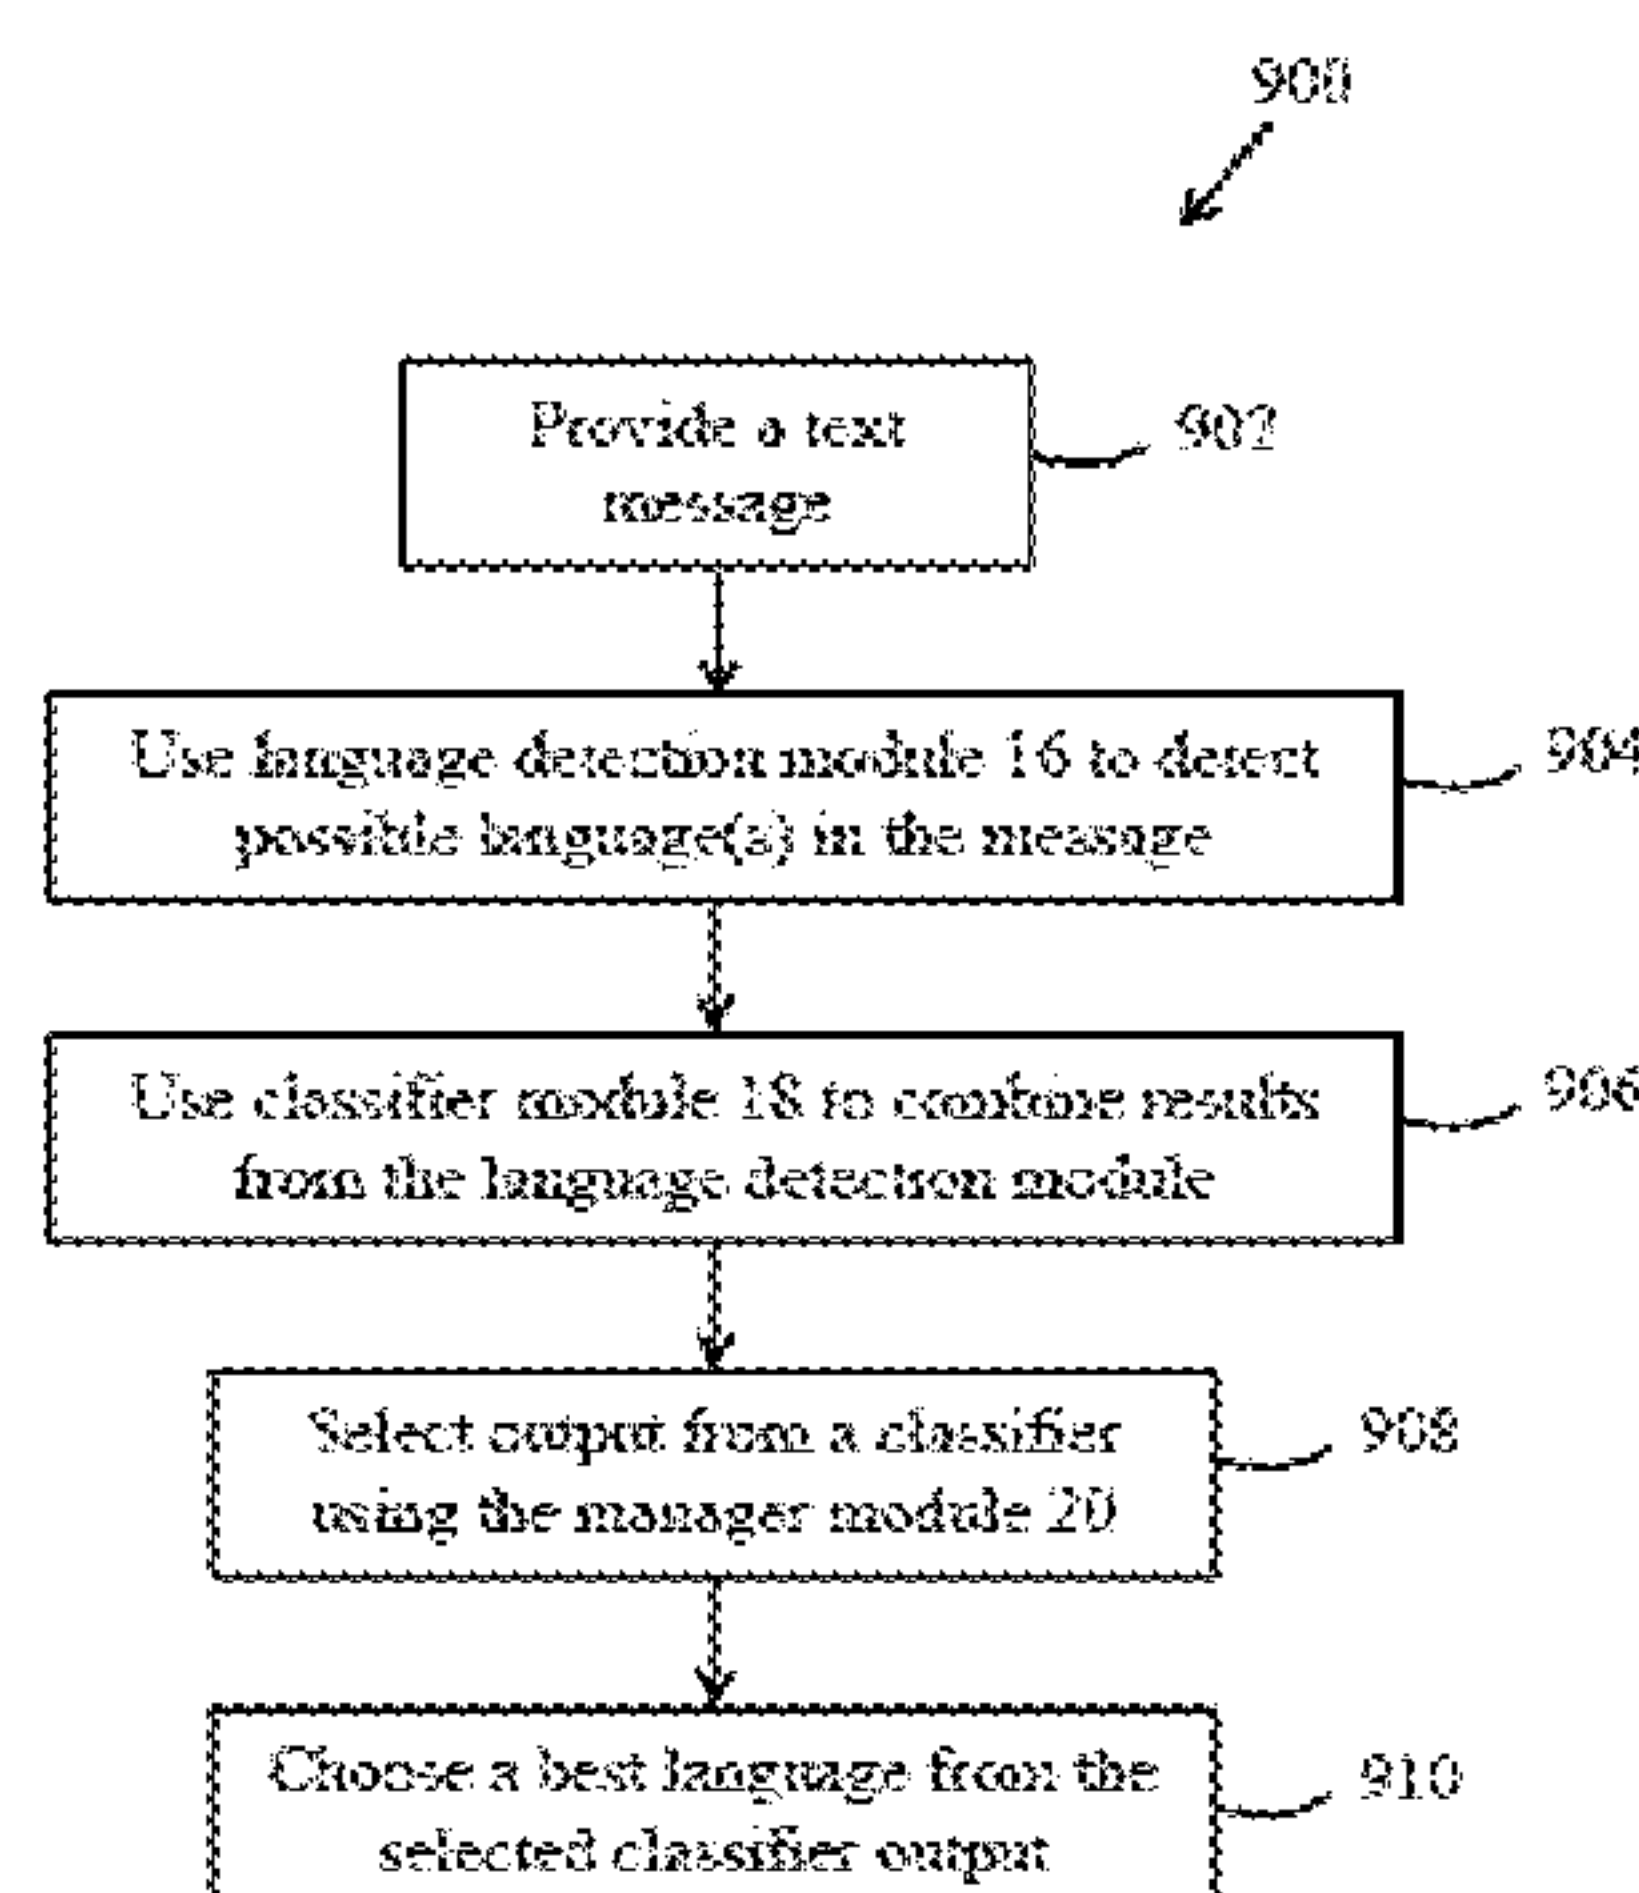 900
Provide a text
message
902
Use language detection module 16 to detect
possible language(s) in the message
904
Use classifier module 18 to combine results
from the language detection module
906
Select output from a classifier
using the manager module 20
908
Choose a best language from the
selected classifier output
910